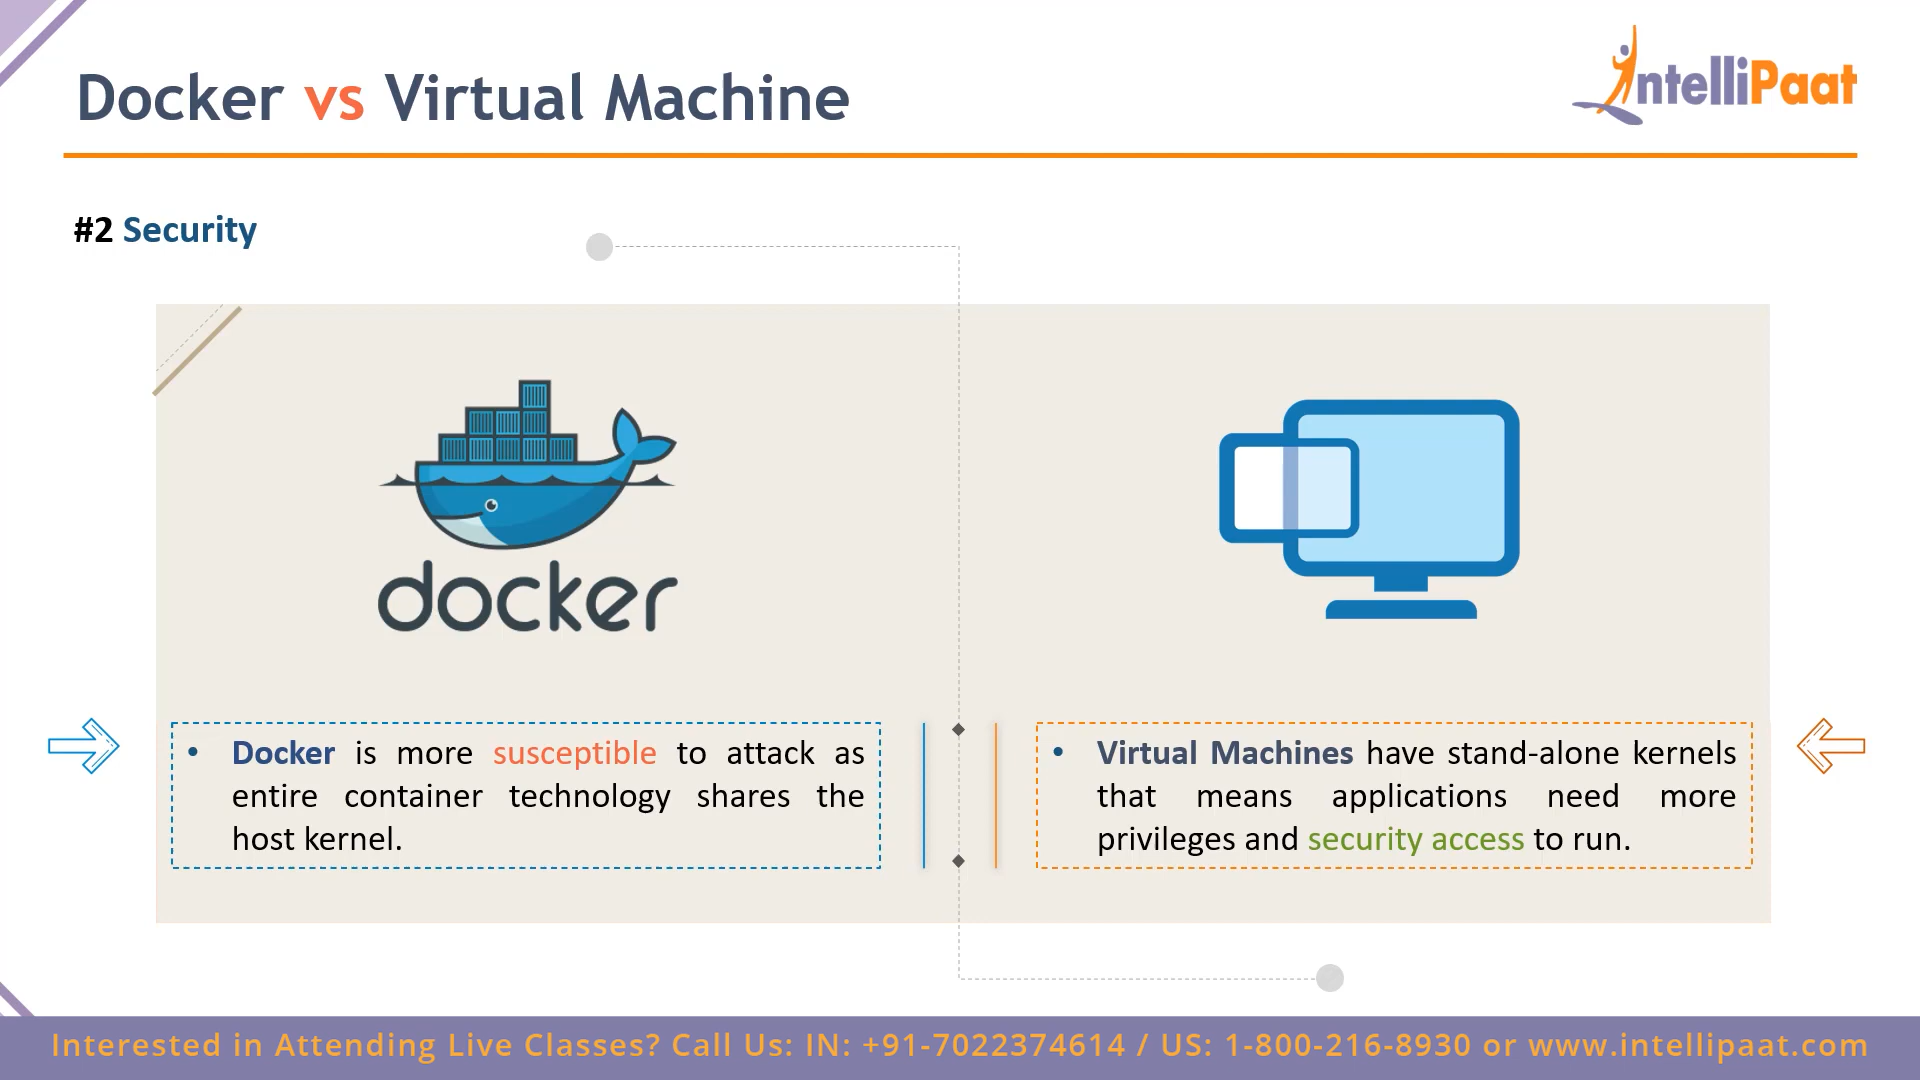 Docker vs Virtual Machine
IntelliPaat
#2 Security
docker
• Docker is more susceptible to attack as
entire container technology shares the
host kernel.
• Virtual Machines have stand-alone kernels
that means applications need more
privileges and security access to run.
Interested in Attending Live Classes? Call Us: IN: +91-7022374614 / US: 1-800-216-8930 or www.intellipaat.com